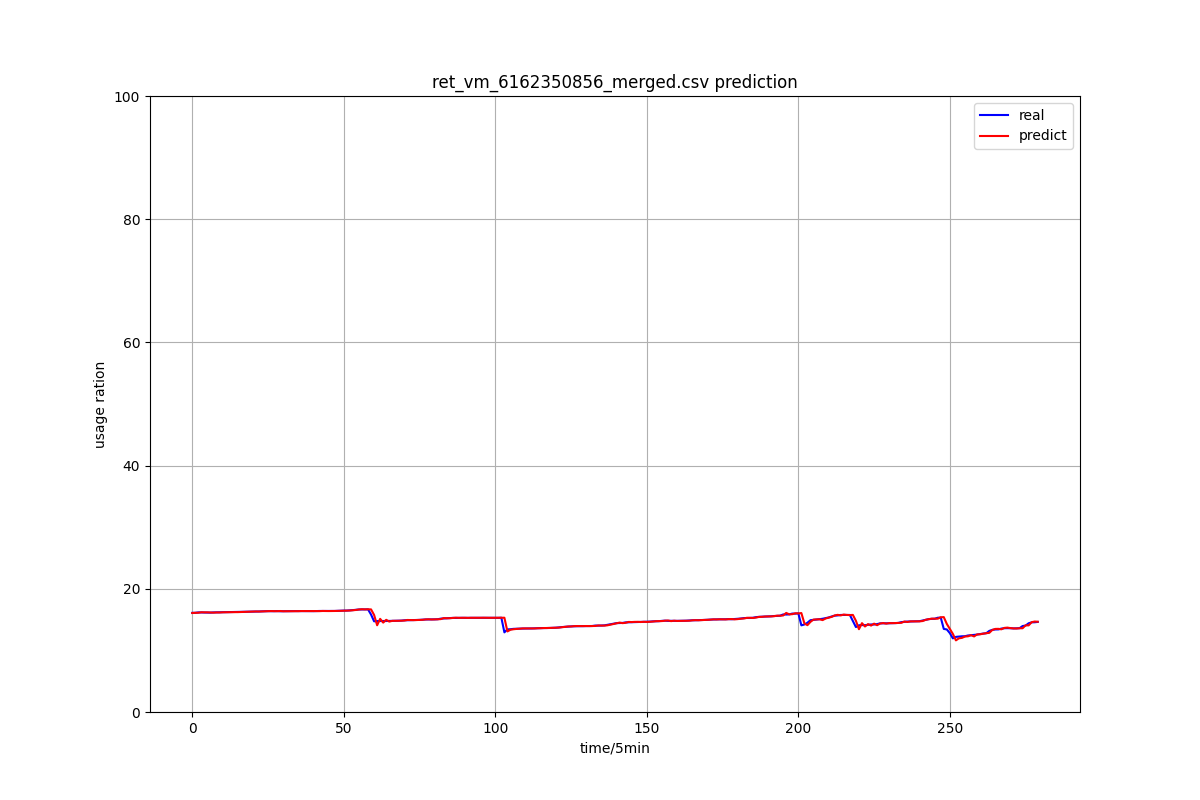 ret_vm_6162350856_merged.csv prediction
100
80
60
40
20
0
usage ration
real
predict
0 50 100 150 200 250
time/5min